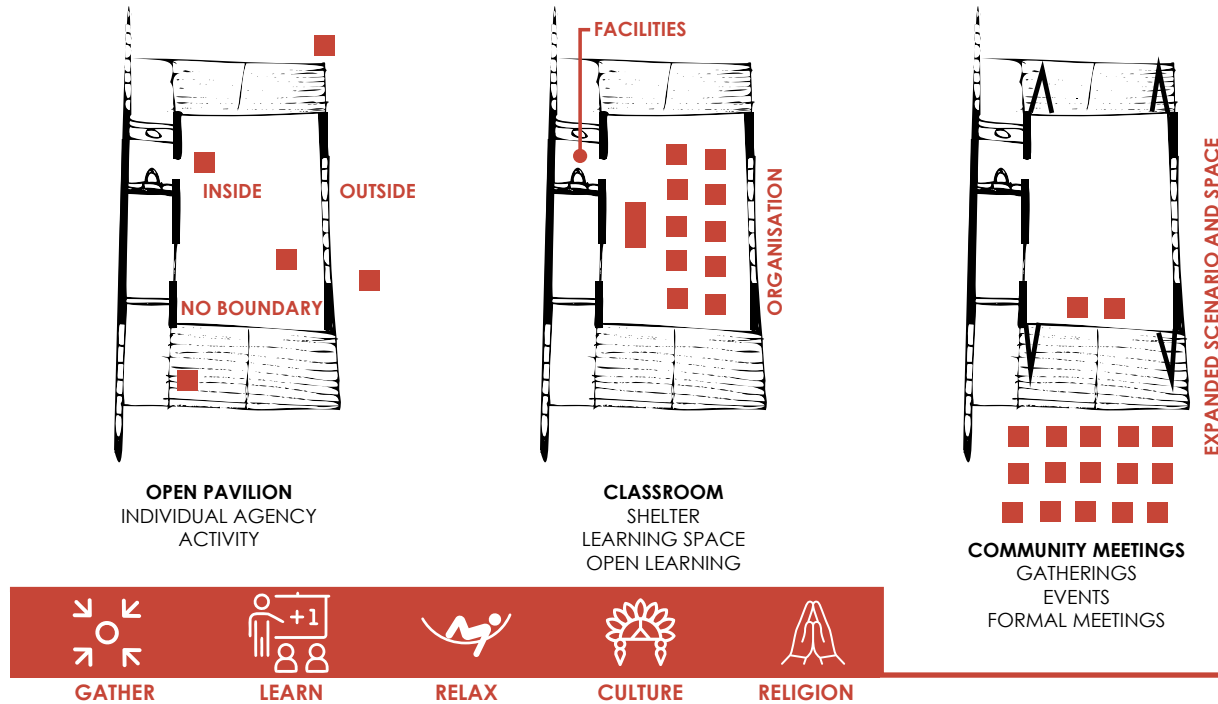 FACILITIES
INSIDE
OUTSIDE
NO BOUNDARY
ORGANISATION
EXPANDED SCENARIO AND SPACE
OPEN PAVILION
INDIVIDUAL AGENCY
ACTIVITY
CLASSROOM
SHELTER
LEARNING SPACE
OPEN LEARNING
COMMUNITY MEETINGS
GATHERINGS
EVENTS
FORMAL MEETINGS
+1
GATHER
LEARN
RELAX
CULTURE
RELIGION